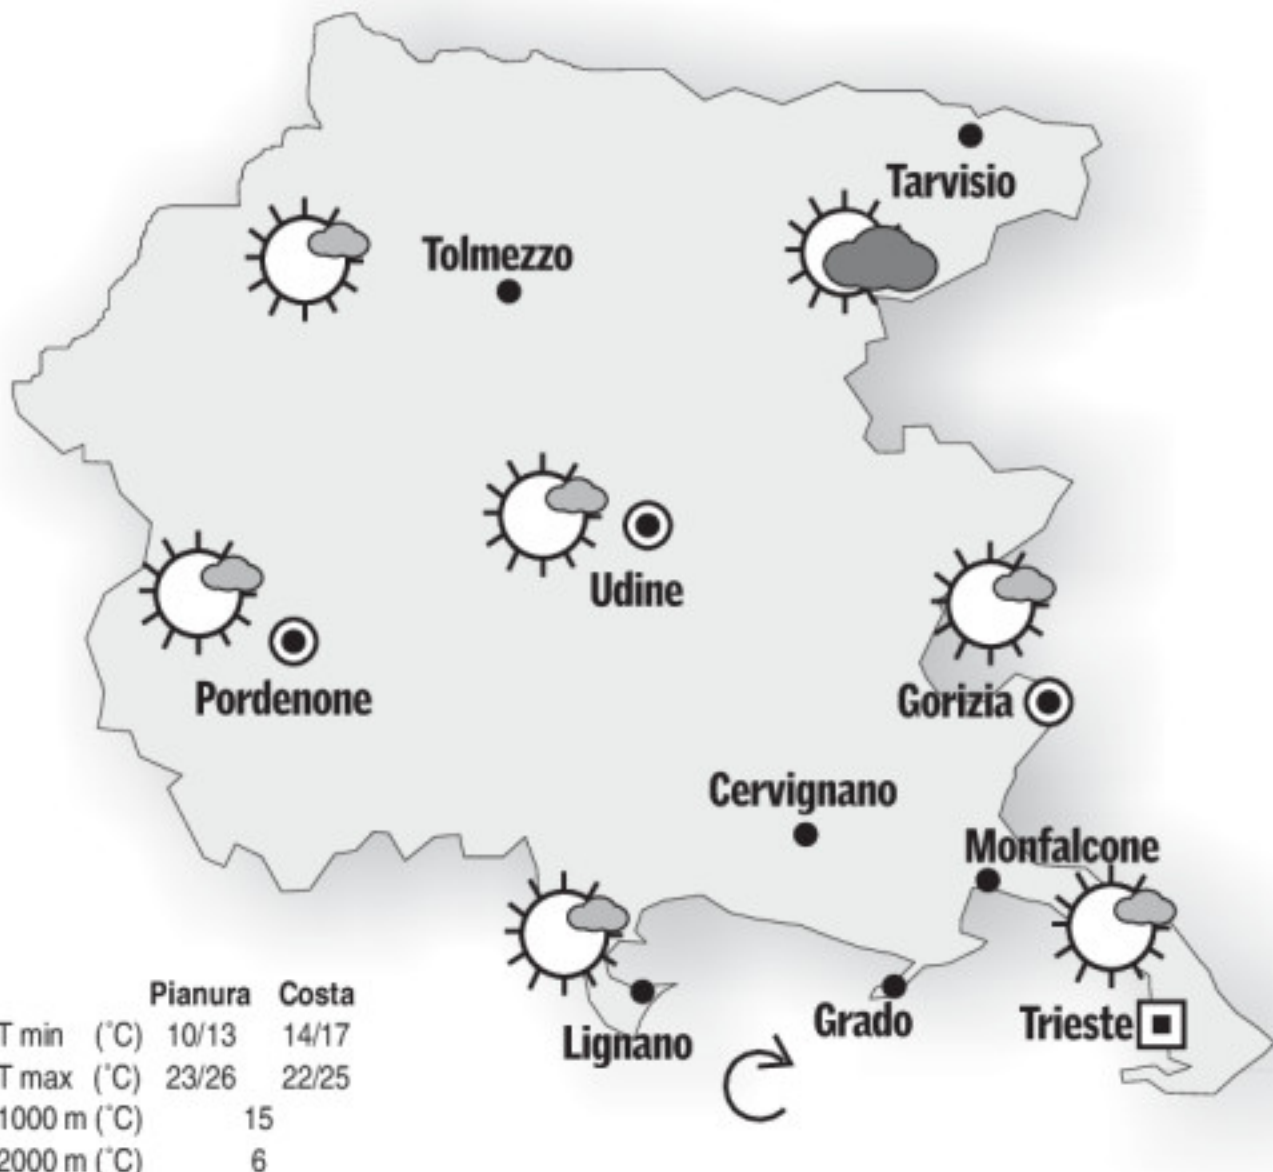 Tarvisio
Tolmezzo
Udine
Pordenone
Gorizia
Cervignano
Monfalcone
Grado
Trieste
Lignano
Pianura Costa
T min (°C) 10/13 14/17
T max (°C) 23/26 22/25
1000 m (°C) 15
2000 m (°C) 6